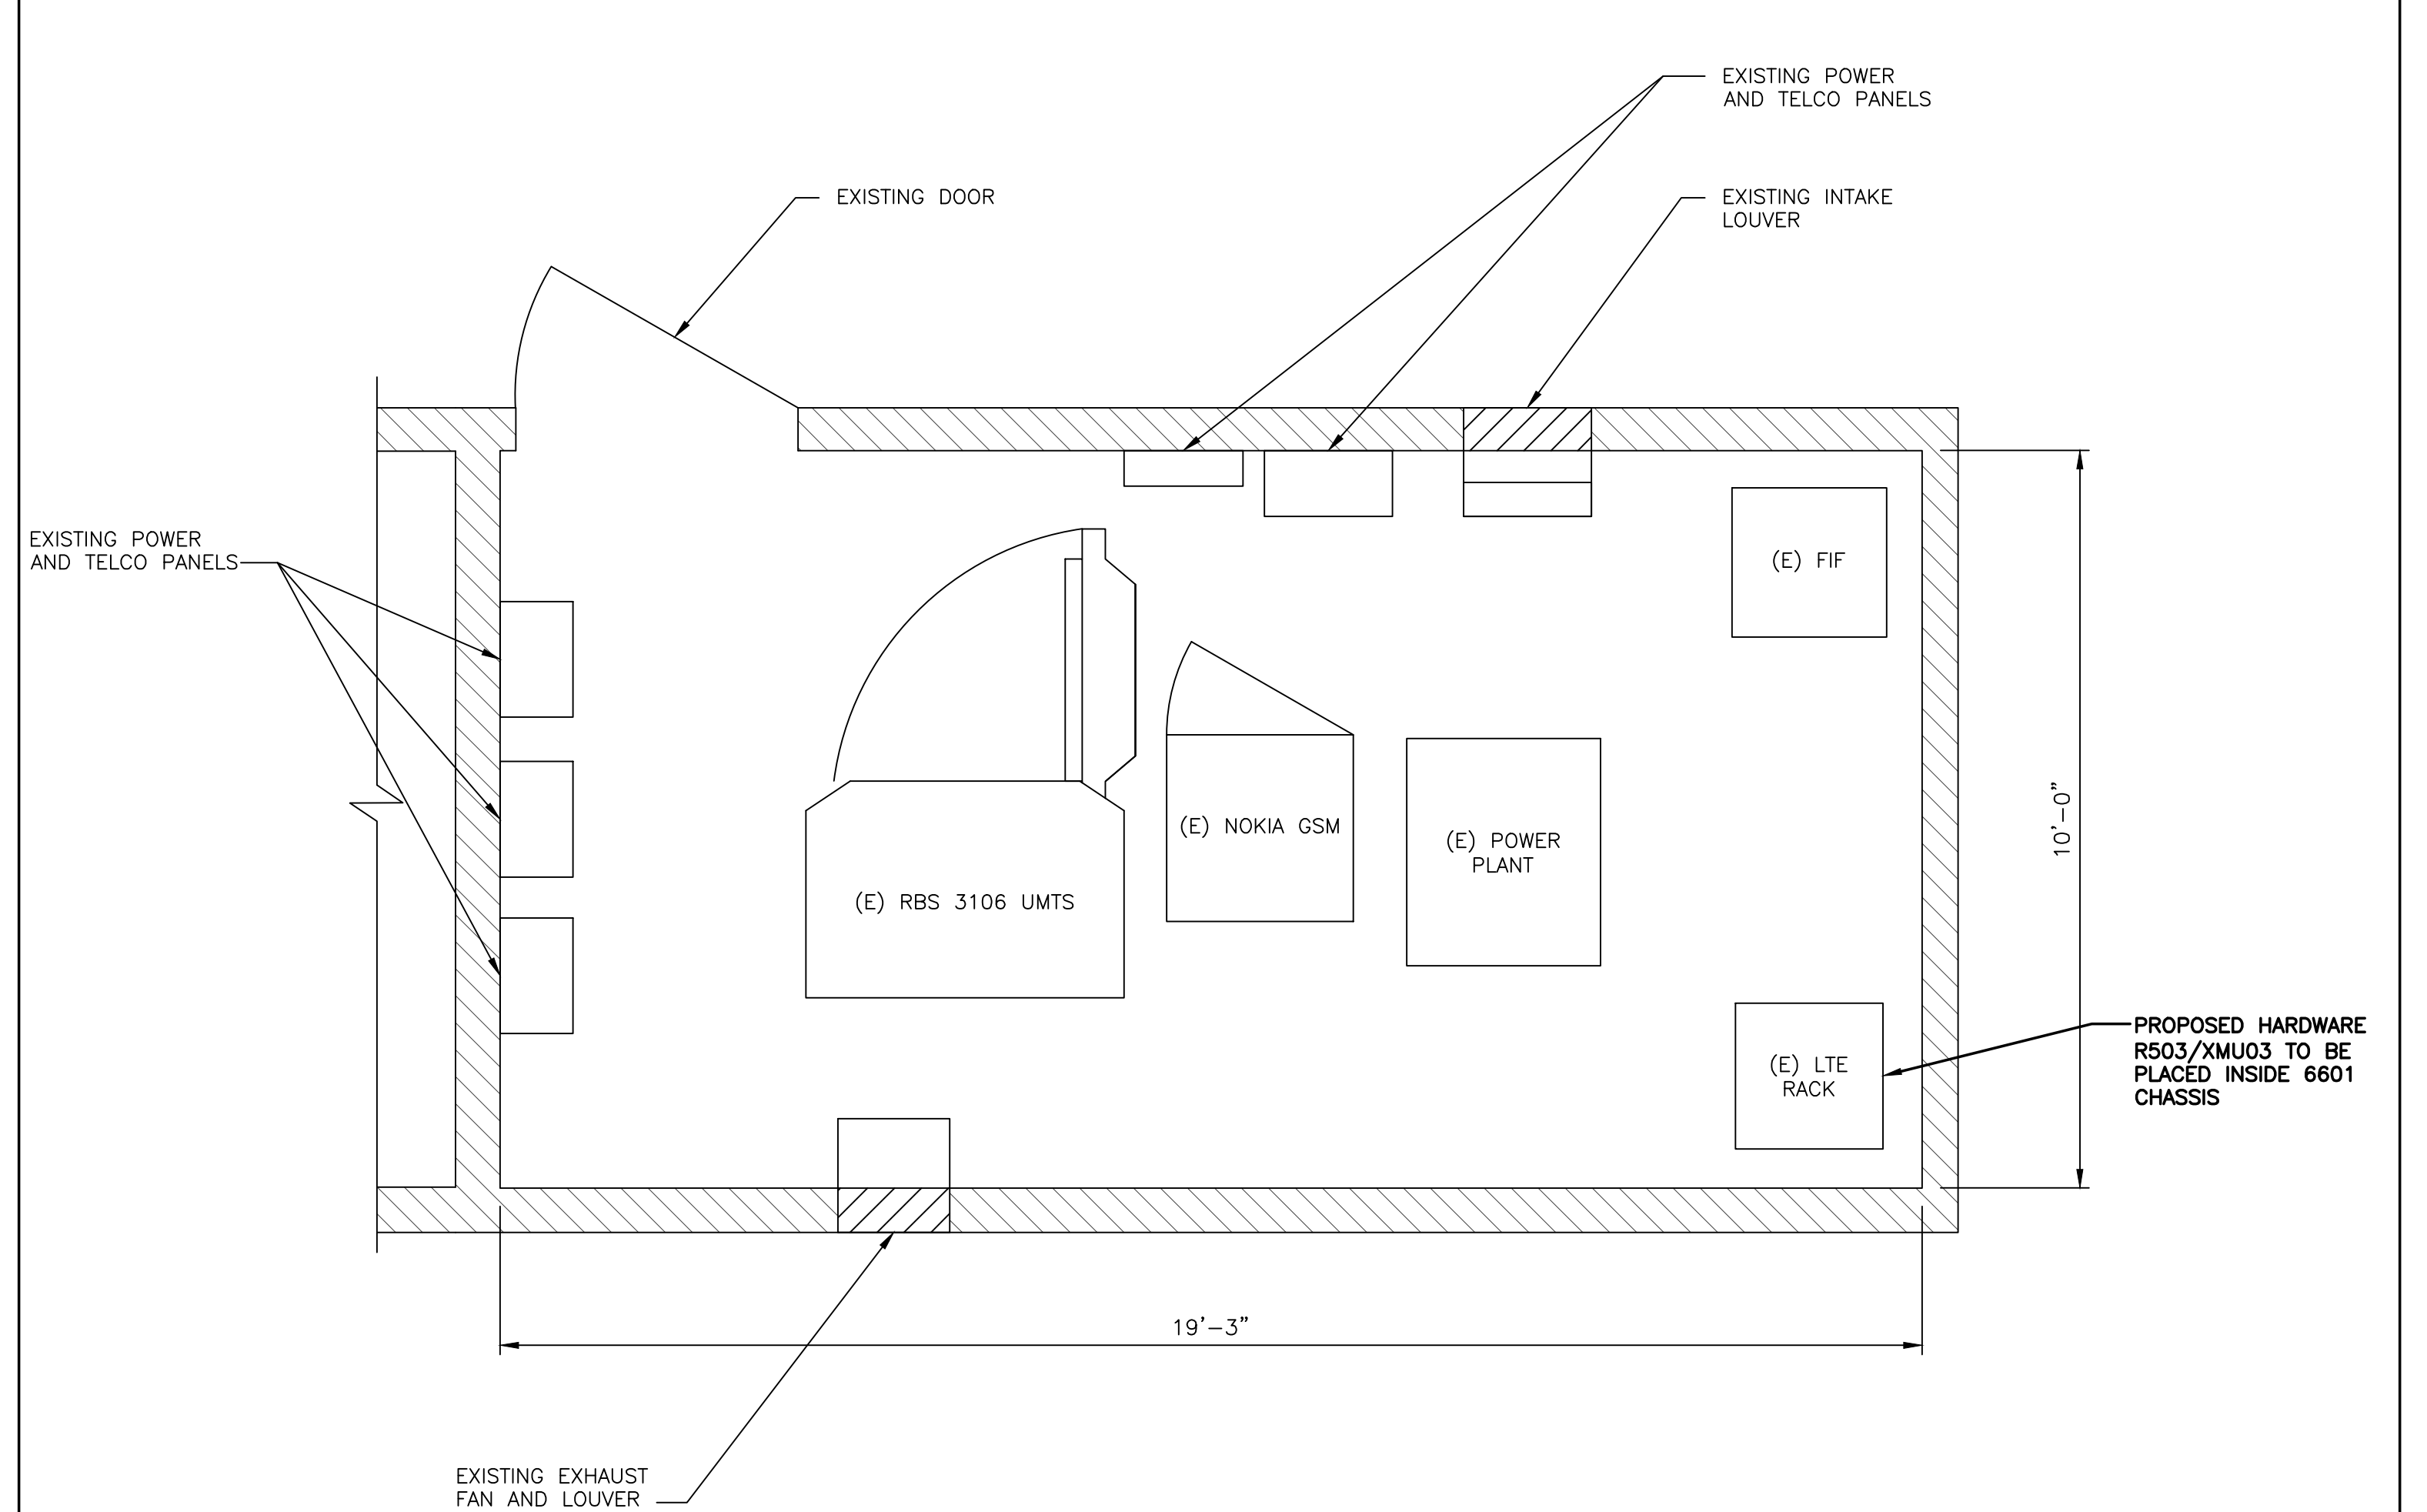 EXISTING POWER
AND TELCO PANELS
EXISTING DOOR
EXISTING INTAKE
LOUVER
EXISTING POWER
AND TELCO PANELS
(E) FIF
(E) NOKIA GSM
(E) POWER
PLANT
(E) RBS 3106 UMTS
10'-0"
PROPOSED HARDWARE
R503/XMU03 TO BE
PLACED INSIDE 6601
CHASSIS
(E) LTE
RACK
19'-3"
EXISTING EXHAUST
FAN AND LOUVER